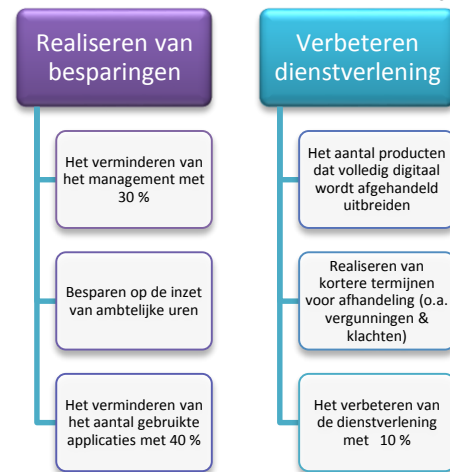 Realiseren van
besparingen
Het verminderen van
het management met
30 %
Besparen op de inzet
van ambtelijke uren
Het verminderen van
het aantal gebruikte
applicaties met 40 %
Verbeteren
dienstverlening
Het aantal producten
dat volledig digitaal
wordt afgehandeld
uitbreiden
Realiseren van
kortere termijnen
voor afhandeling (o.a.
vergunningen &
klachten)
Het verbeteren van
de dienstverlening
met 10 %